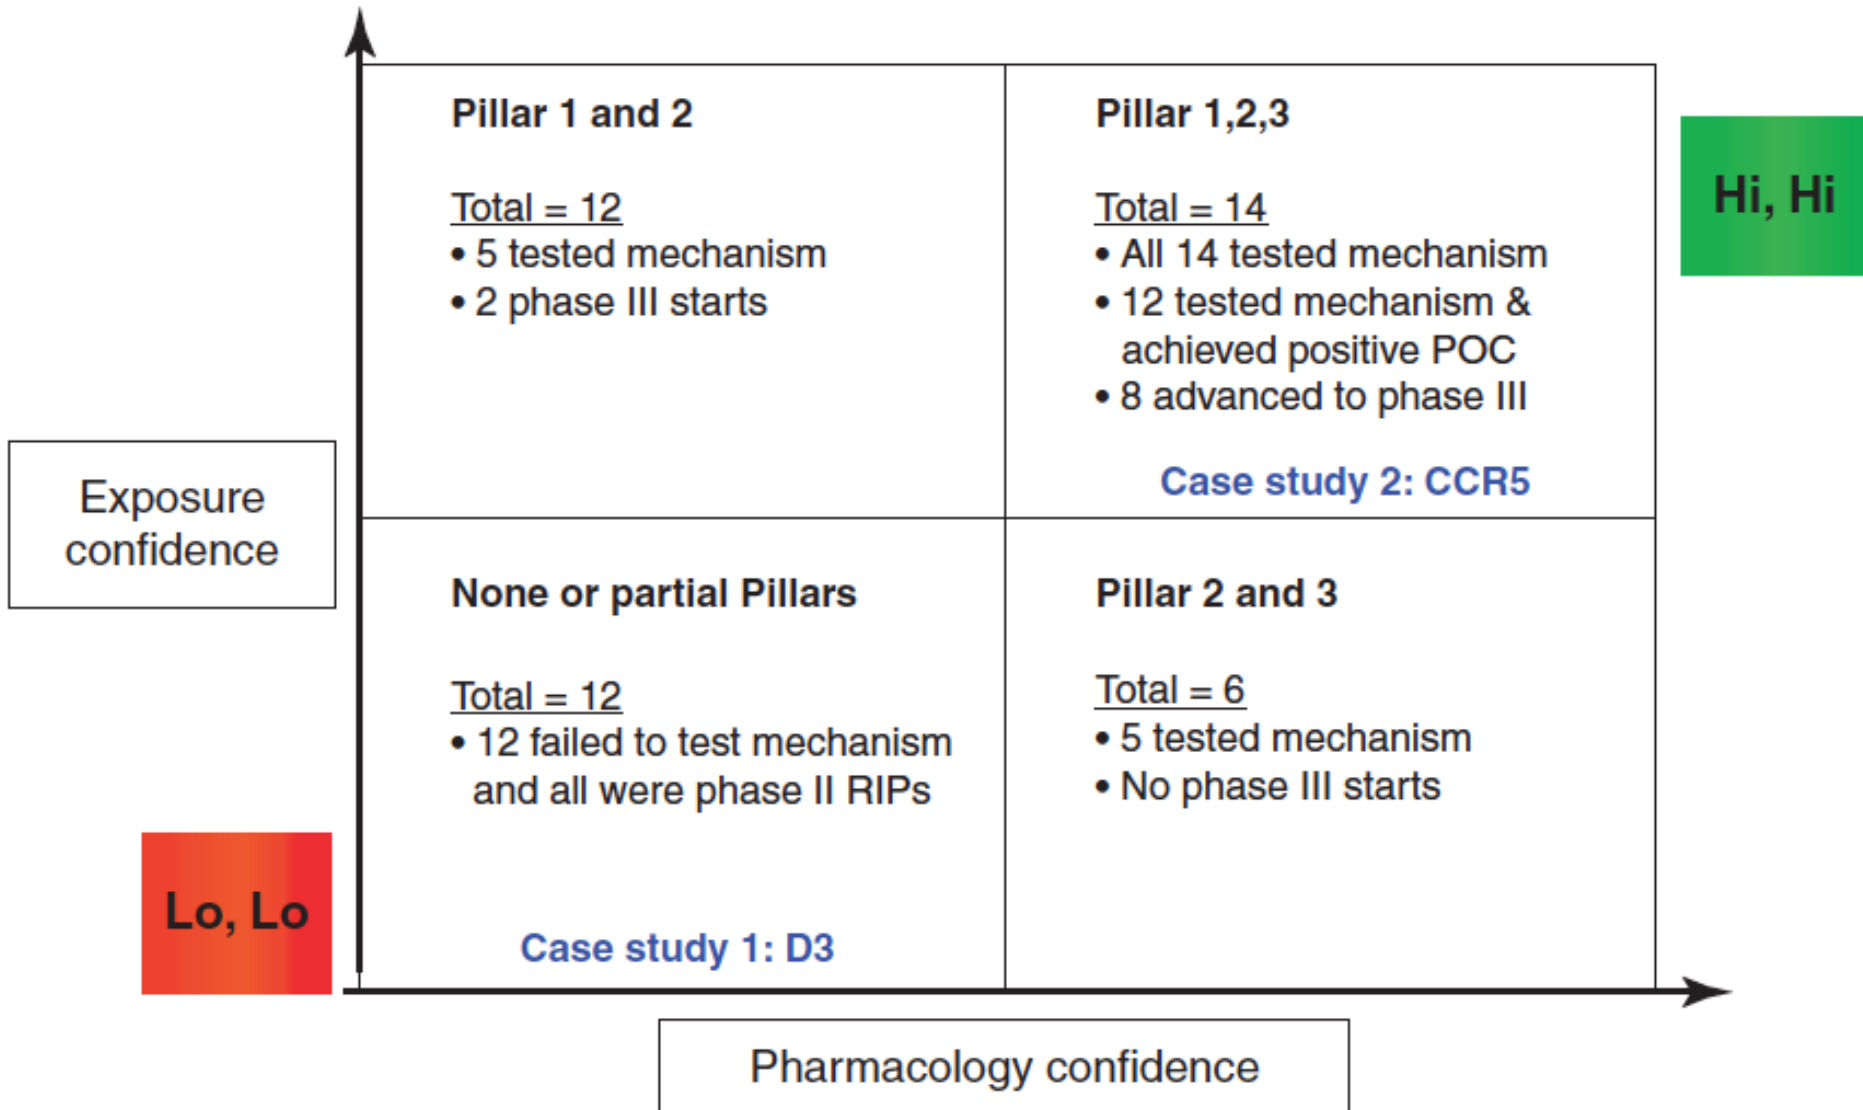 Pillar 1 and 2
Total = 12
• 5 tested mechanism
• 2 phase III starts
Pillar 1,2,3
Total = 14
• All 14 tested mechanism
• 12 tested mechanism &
achieved positive POC
• 8 advanced to phase III
Case study 2: CCR5
Hi, Hi
Exposure
confidence
None or partial Pillars
Total = 12
• 12 failed to test mechanism
and all were phase II RIPs
Case study 1: D3
Pillar 2 and 3
Total = 6
• 5 tested mechanism
• No phase III starts
Lo, Lo
Pharmacology confidence